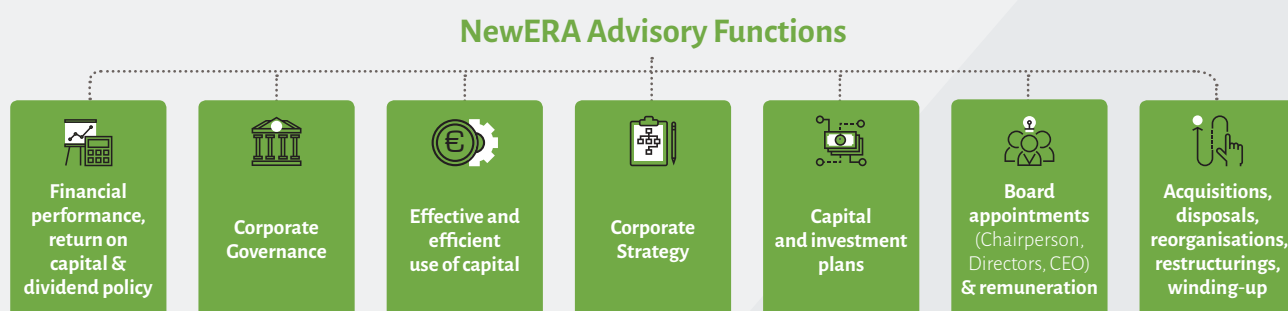 NewERA Advisory Functions
Financial
performance,
return on
capital &
dividend policy
Corporate
Governance
€
Effective and
efficient
use of capital
Corporate
Strategy
Capital
and investment
plans
Board
appointments
(Chairperson,
Directors, CEO)
& remuneration
Acquisitions,
disposals,
reorganisations,
restructurings,
winding-up